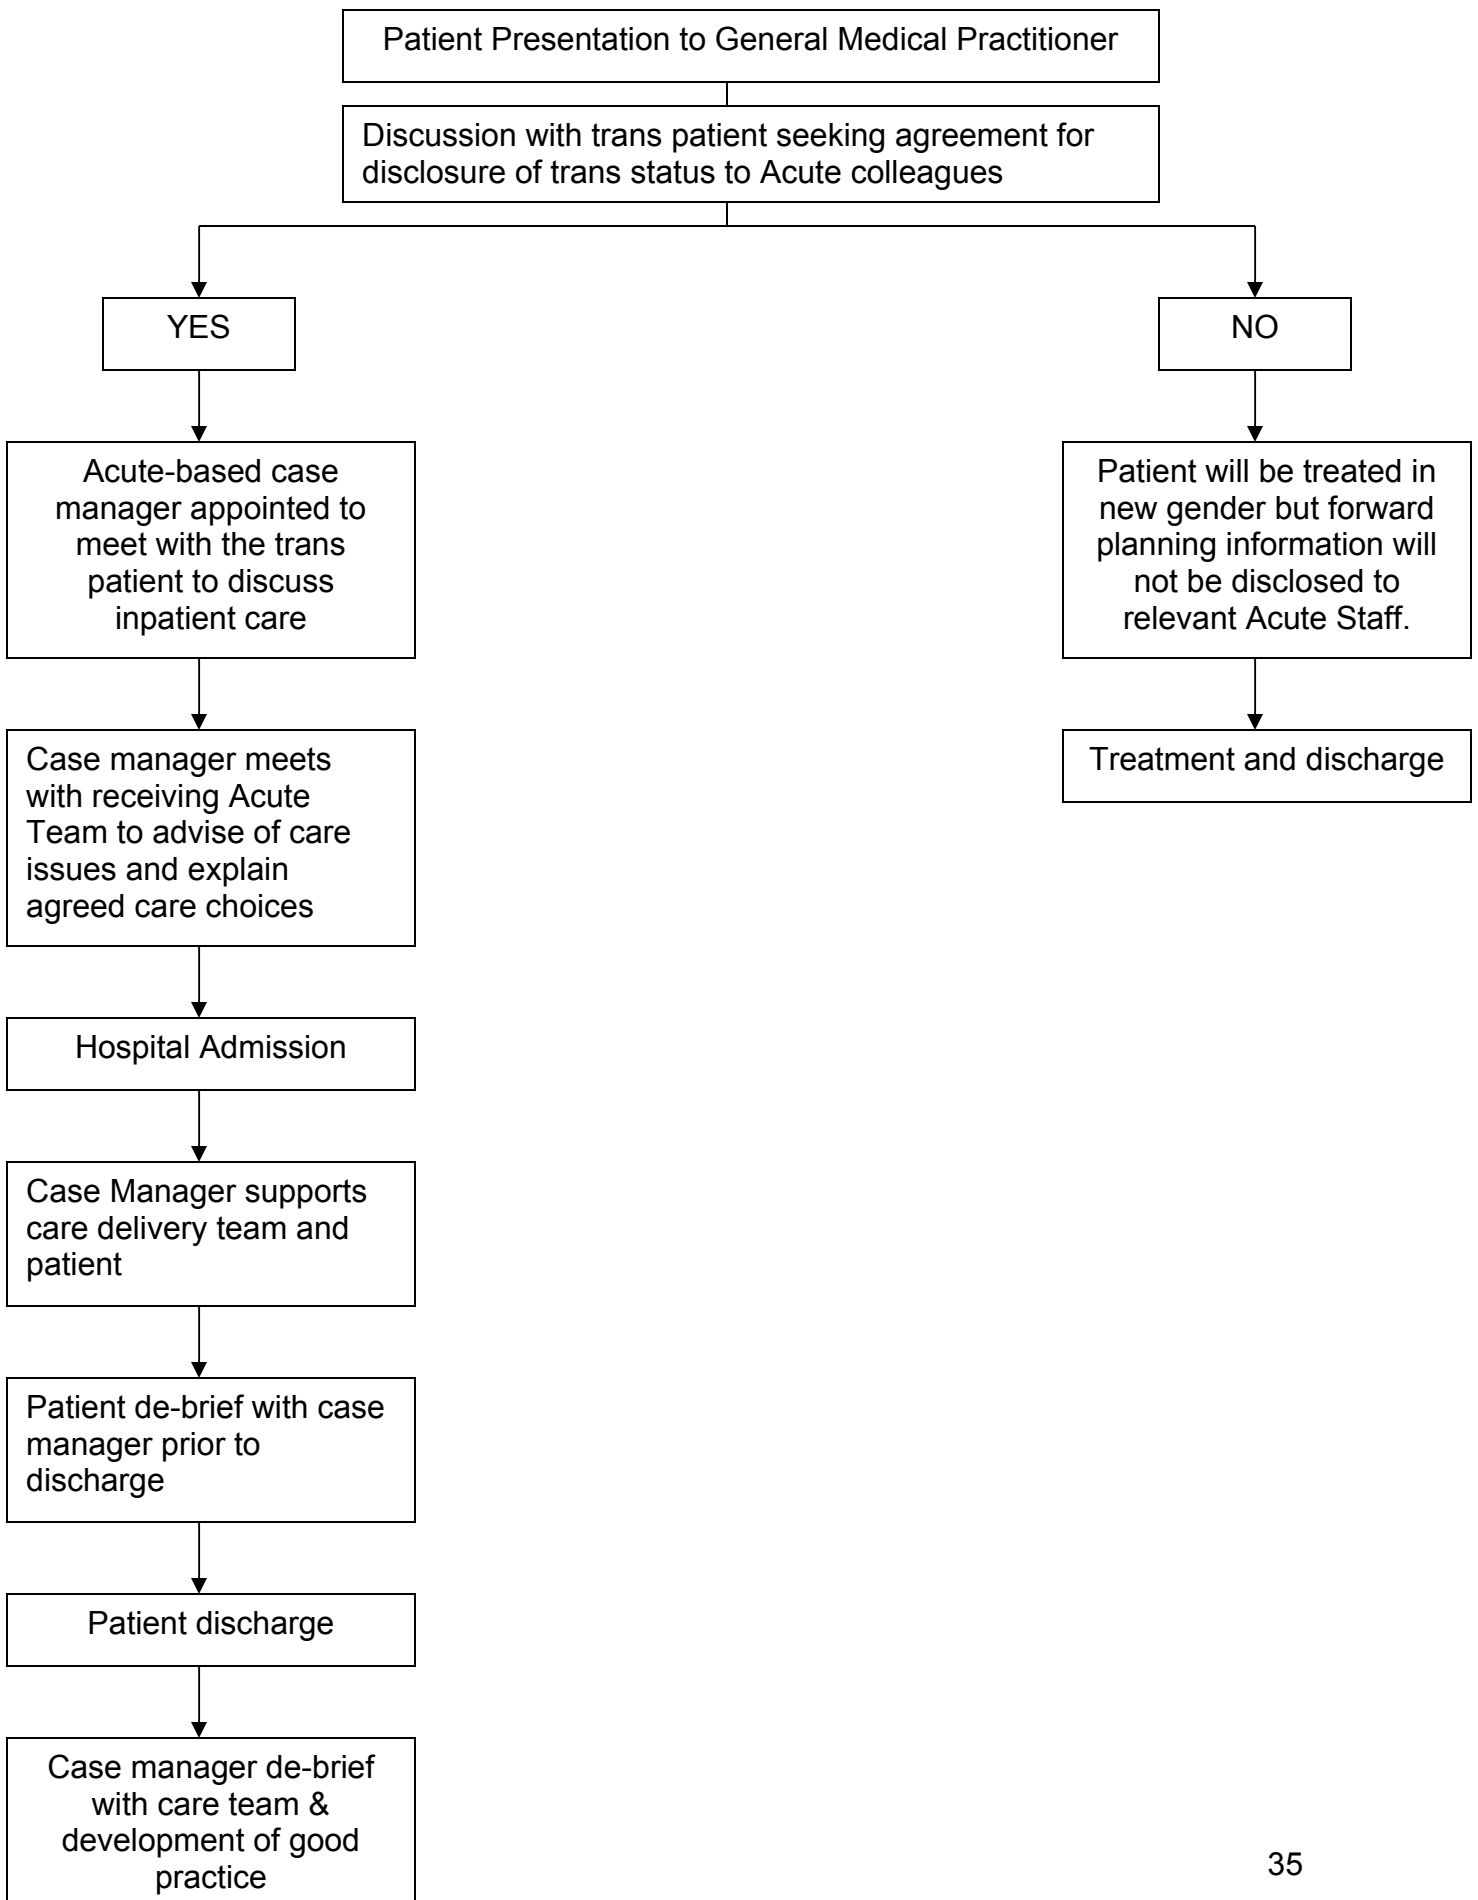 Patient Presentation to General Medical Practitioner
Discussion with trans patient seeking agreement for
disclosure of trans status to Acute colleagues
YES
Acute-based case
manager appointed to
meet with the trans
patient to discuss
inpatient care
Case manager meets
with receiving Acute
Team to advise of care
issues and explain
agreed care choices
Hospital Admission
Case Manager supports
care delivery team and
patient
Patient de-brief with case
manager prior to
discharge
Patient discharge
Case manager de-brief
with care team &
development of good
practice
NO
Patient will be treated in
new gender but forward
planning information will
not be disclosed to
relevant Acute Staff.
Treatment and discharge
35